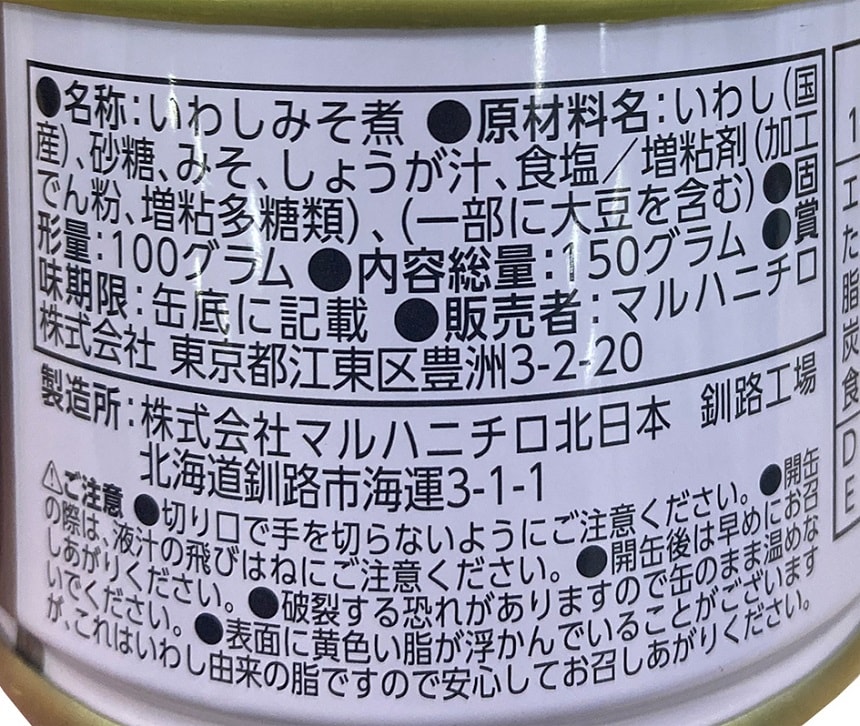 ●名称:いわしみそ煮 ●原材料名:いわし(国
産)、砂糖、みそ、しょうが汁、食塩/増粘剤(加工
でん粉、増粘多糖類)、(一部に大豆を含む)●固
形量:100グラム ●内容総量:150グラム ●賞
味期限:缶底に記載 ●販売者:マルハニチロ
株式会社 東京都江東区豊洲3-2-20
製造所:株式会社マルハニチロ北日本 釧路工場
北海道釧路市海運3-1-1
⚠ご注意 ●切り口で手を切らないようにご注意ください。●開缶
の際は、液汁の飛びはねにご注意ください。●開缶後は早めにお召
しあがりください。●破裂する恐れがありますので缶のまま温めな
いでください。●表面に黄色い脂が浮かんでいることがございます
が、これはいわし由来の脂ですので安心してお召しあがりください。
1
エ
た
脂
炭
食
D
E